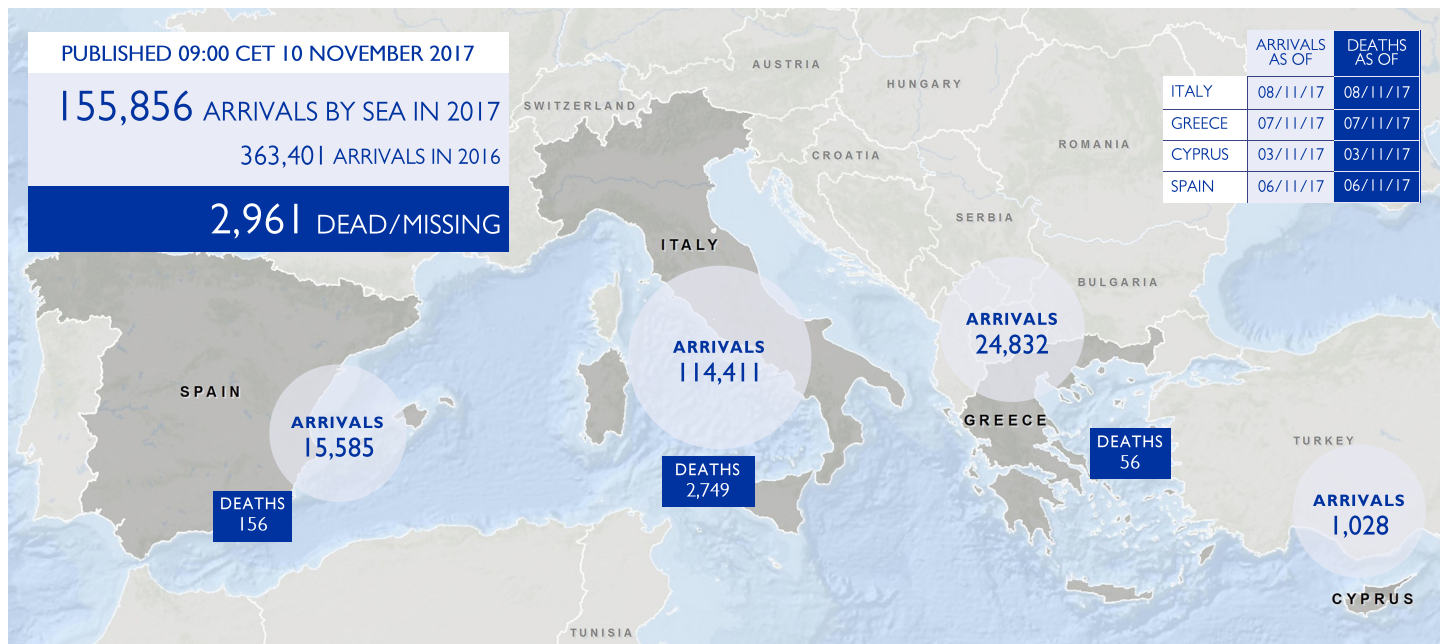 PUBLISHED 09:00 CET 10 NOVEMBER 2017
155,856 ARRIVALS BY SEA IN 2017
363,401 ARRIVALS IN 2016
2,961 DEAD/MISSING
ARRIVALS AS OF
DEATHS AS OF
ITALY 08/11/17 08/11/17
GREECE 07/11/17 07/11/17
CYPRUS 03/11/17 03/11/17
SPAIN 06/11/17 06/11/17
AUSTRIA
HUNGARY
SWITZERLAND
ROMANIA
CROATIA
SERBIA
ITALY
BULGARIA
ARRIVALS
24,832
ARRIVALS
114,411
SPAIN
ARRIVALS
15,585
GREECE
TURKEY
DEATHS
56
DEATHS
2,749
DEATHS
156
ARRIVALS
1,028
CYPRUS
TUNISIA